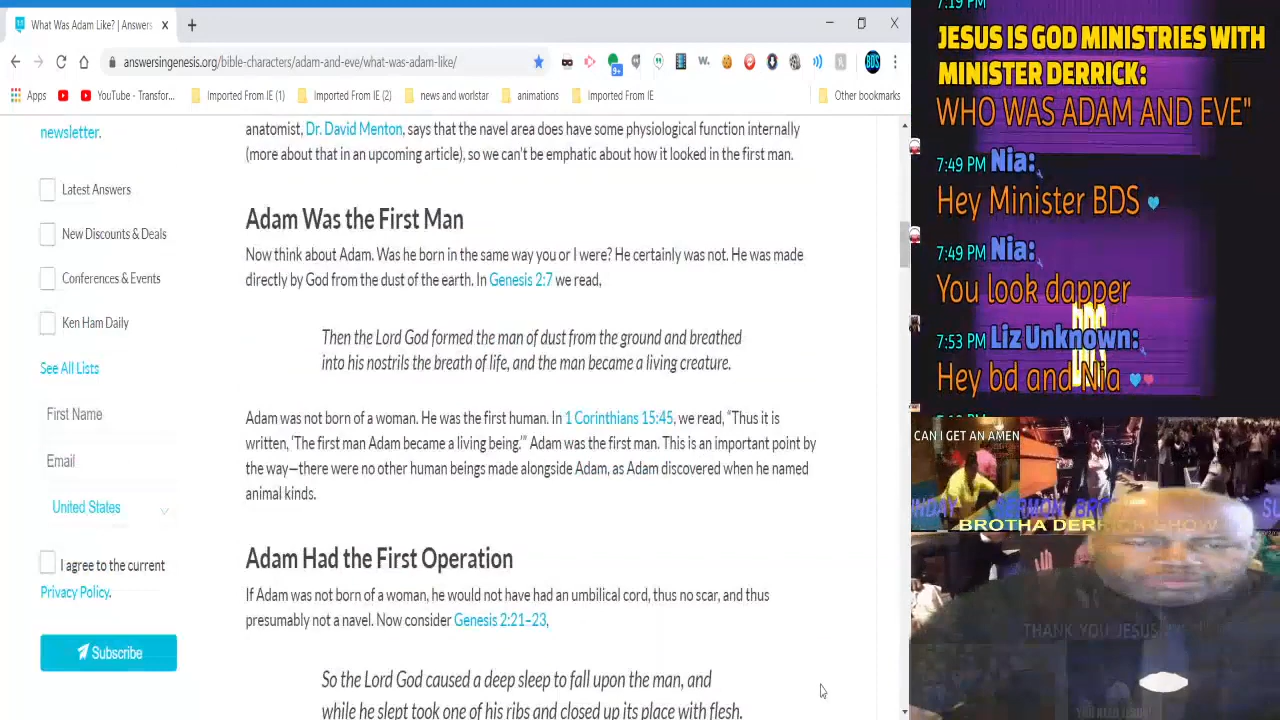 What Was Adam Like? | Answers
answersingenesis.org/bible-characters/adam-and-eve/what-was-adam-like/
9+
W.
BDS
Apps
YouTube - Transfor...
Imported From IE (1)
Imported From IE (2)
news and worlstar
animations
Imported From IE
Other bookmarks
newsletter.
Latest Answers
New Discounts & Deals
Conferences & Events
Ken Ham Daily
See All Lists
First Name
Email
United States
I agree to the current
Privacy Policy.
Subscribe
anatomist, Dr. David Menton, says that the navel area does have some physiological function internally
(more about that in an upcoming article), so we can't be emphatic about how it looked in the first man.
Adam Was the First Man
Now think about Adam. Was he born in the same way you or I were? He certainly was not. He was made
directly by God from the dust of the earth. In Genesis 2:7 we read,
Then the Lord God formed the man of dust from the ground and breathed
into his nostrils the breath of life, and the man became a living creature.
Adam was not born of a woman. He was the first human. In 1 Corinthians 15:45, we read, “Thus it is
written, ‘The first man Adam became a living being.’” Adam was the first man. This is an important point by
the way—there were no other human beings made alongside Adam, as Adam discovered when he named
animal kinds.
Adam Had the First Operation
If Adam was not born of a woman, he would not have had an umbilical cord, thus no scar, and thus
presumably not a navel. Now consider Genesis 2:21–23,
So the Lord God caused a deep sleep to fall upon the man, and
while he slept took one of his ribs and closed up its place with flesh.
7:19 PM
JESUS IS GOD MINISTRIES WITH
MINISTER DERRICK:
WHO WAS ADAM AND EVE"
7:49 PM Nia:
Hey Minister BDS
7:49 PM Nia:
You look dapper
BDS
7:53 PM Liz Unknown:
Hey bd and Nia
CAN I GET AN AMEN
SERMON
BROTHA DERRICK SHOW
THANK YOU JESUS